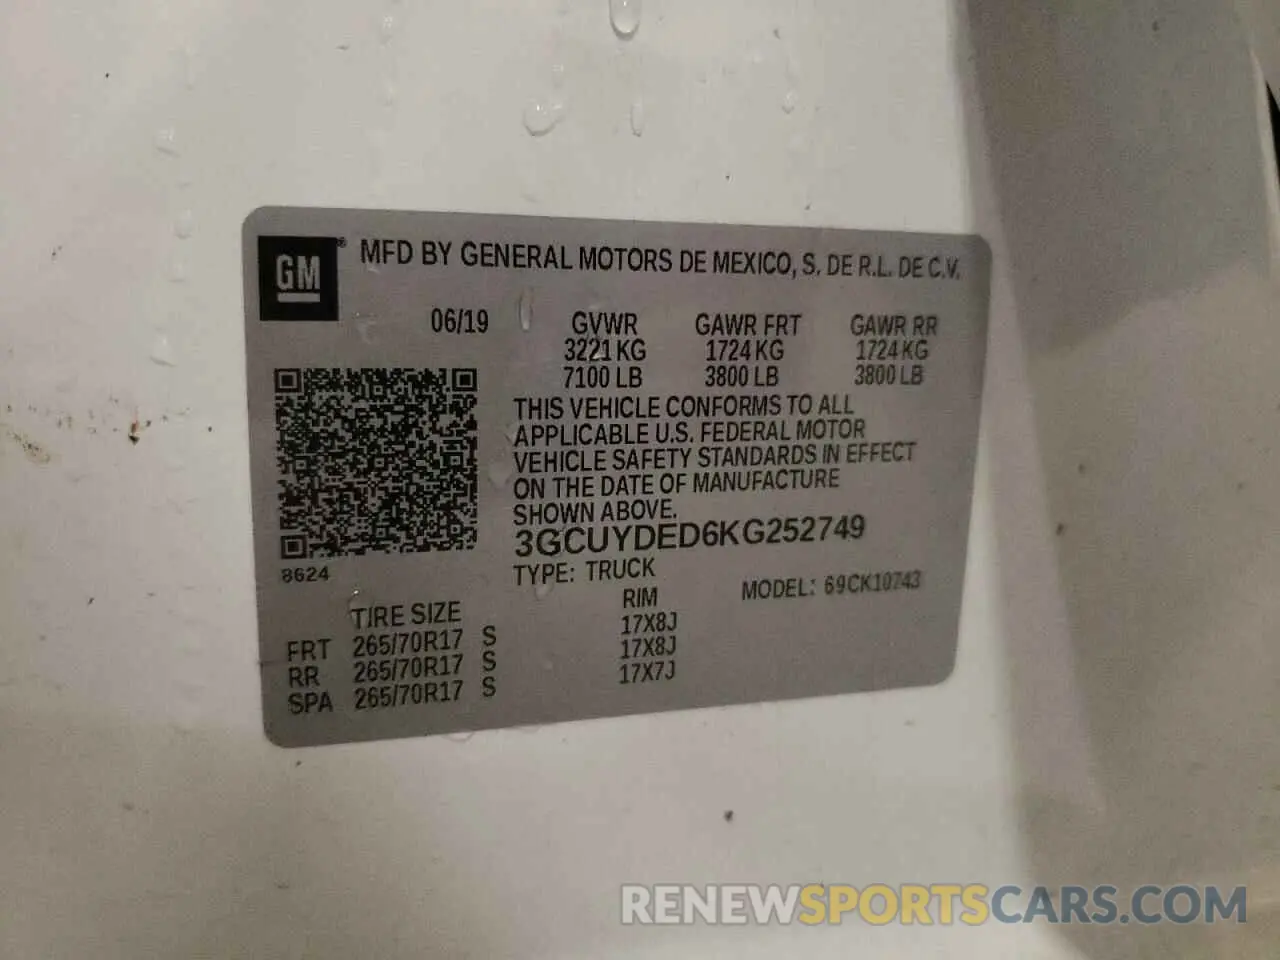 GM® MFD BY GENERAL MOTORS DE MEXICO, S. DE R.L. DE C.V.
06/19 GVWR GAWR FRT GAWR RR
3221 KG 1724 KG 1724 KG
7100 LB 3800 LB 3800 LB
THIS VEHICLE CONFORMS TO ALL
APPLICABLE U.S. FEDERAL MOTOR
VEHICLE SAFETY STANDARDS IN EFFECT
ON THE DATE OF MANUFACTURE
SHOWN ABOVE.
3GCUYDED6KG252749
8624 TYPE: TRUCK MODEL: 69CK10743
TIRE SIZE RIM
FRT 265/70R17 S 17X8J
RR 265/70R17 S 17X8J
SPA 265/70R17 S 17X7J
RENEWSPORTSCARS.COM